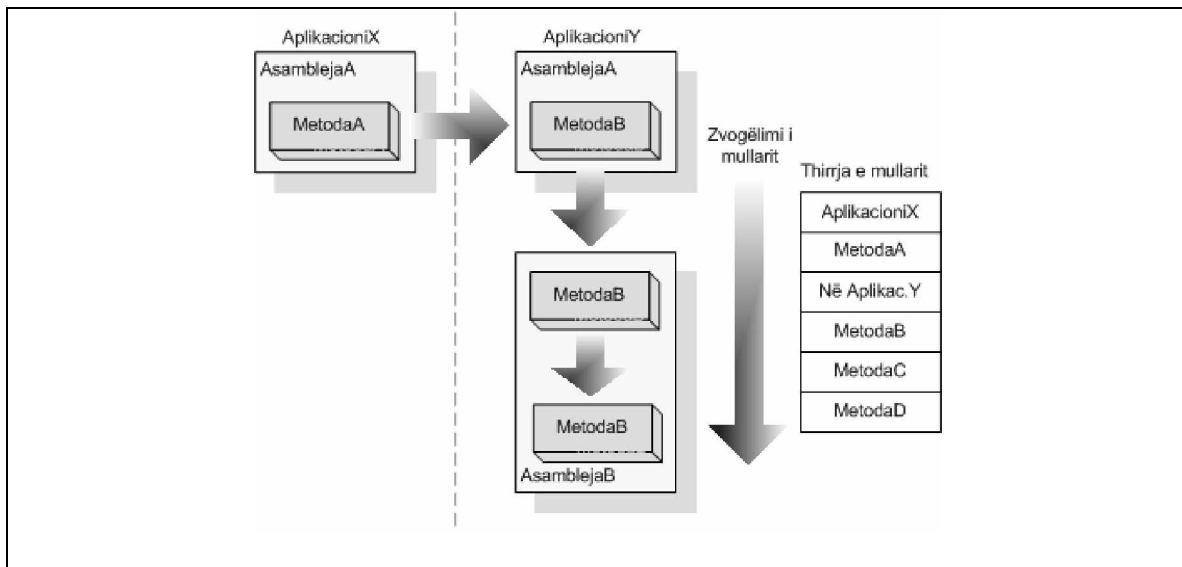 AplikacioniX
AsamblejaA
MetodaA
AplikacioniY
AsamblejaA
MetodaB
MetodaB
MetodaB
AsamblejaB
Zvogëlimi i
mullarit
Thirrja e mullarit
AplikacioniX
MetodaA
Në Aplikac.Y
MetodaB
MetodaC
MetodaD